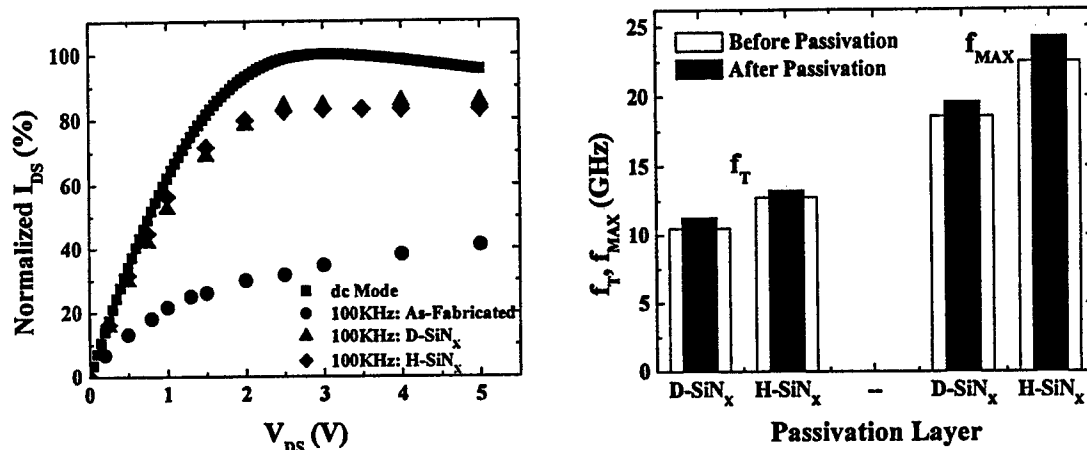 Normalized I_DS (%)
100
80
60
40
20
0
0 1 2 3 4 5
V_DS (V)
dc Mode
100KHz: As-Fabricated
100KHz: D-SiN_x
100KHz: H-SiN_x
f_T, f_MAX (GHz)
25
20
15
10
5
0
Before Passivation
After Passivation
f_T
f_MAX
D-SiN_x H-SiN_x -- D-SiN_x H-SiN_x
Passivation Layer